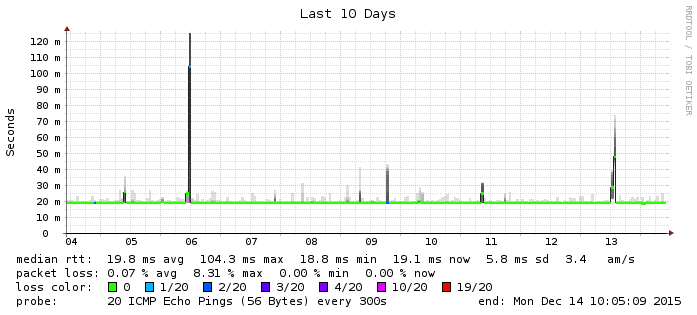 Last 10 Days
RRDTOOL / TOBI OETIKER
Seconds
120 m
110 m
100 m
90 m
80 m
70 m
60 m
50 m
40 m
30 m
20 m
10 m
0
04 05 06 07 08 09 10 11 12 13
median rtt: 19.8 ms avg 104.3 ms max 18.8 ms min 19.1 ms now 5.8 ms sd 3.4 am/s
packet loss: 0.07 % avg 8.31 % max 0.00 % min 0.00 % now
loss color: 0 1/20 2/20 3/20 4/20 10/20 19/20
probe: 20 ICMP Echo Pings (56 Bytes) every 300s end: Mon Dec 14 10:05:09 2015